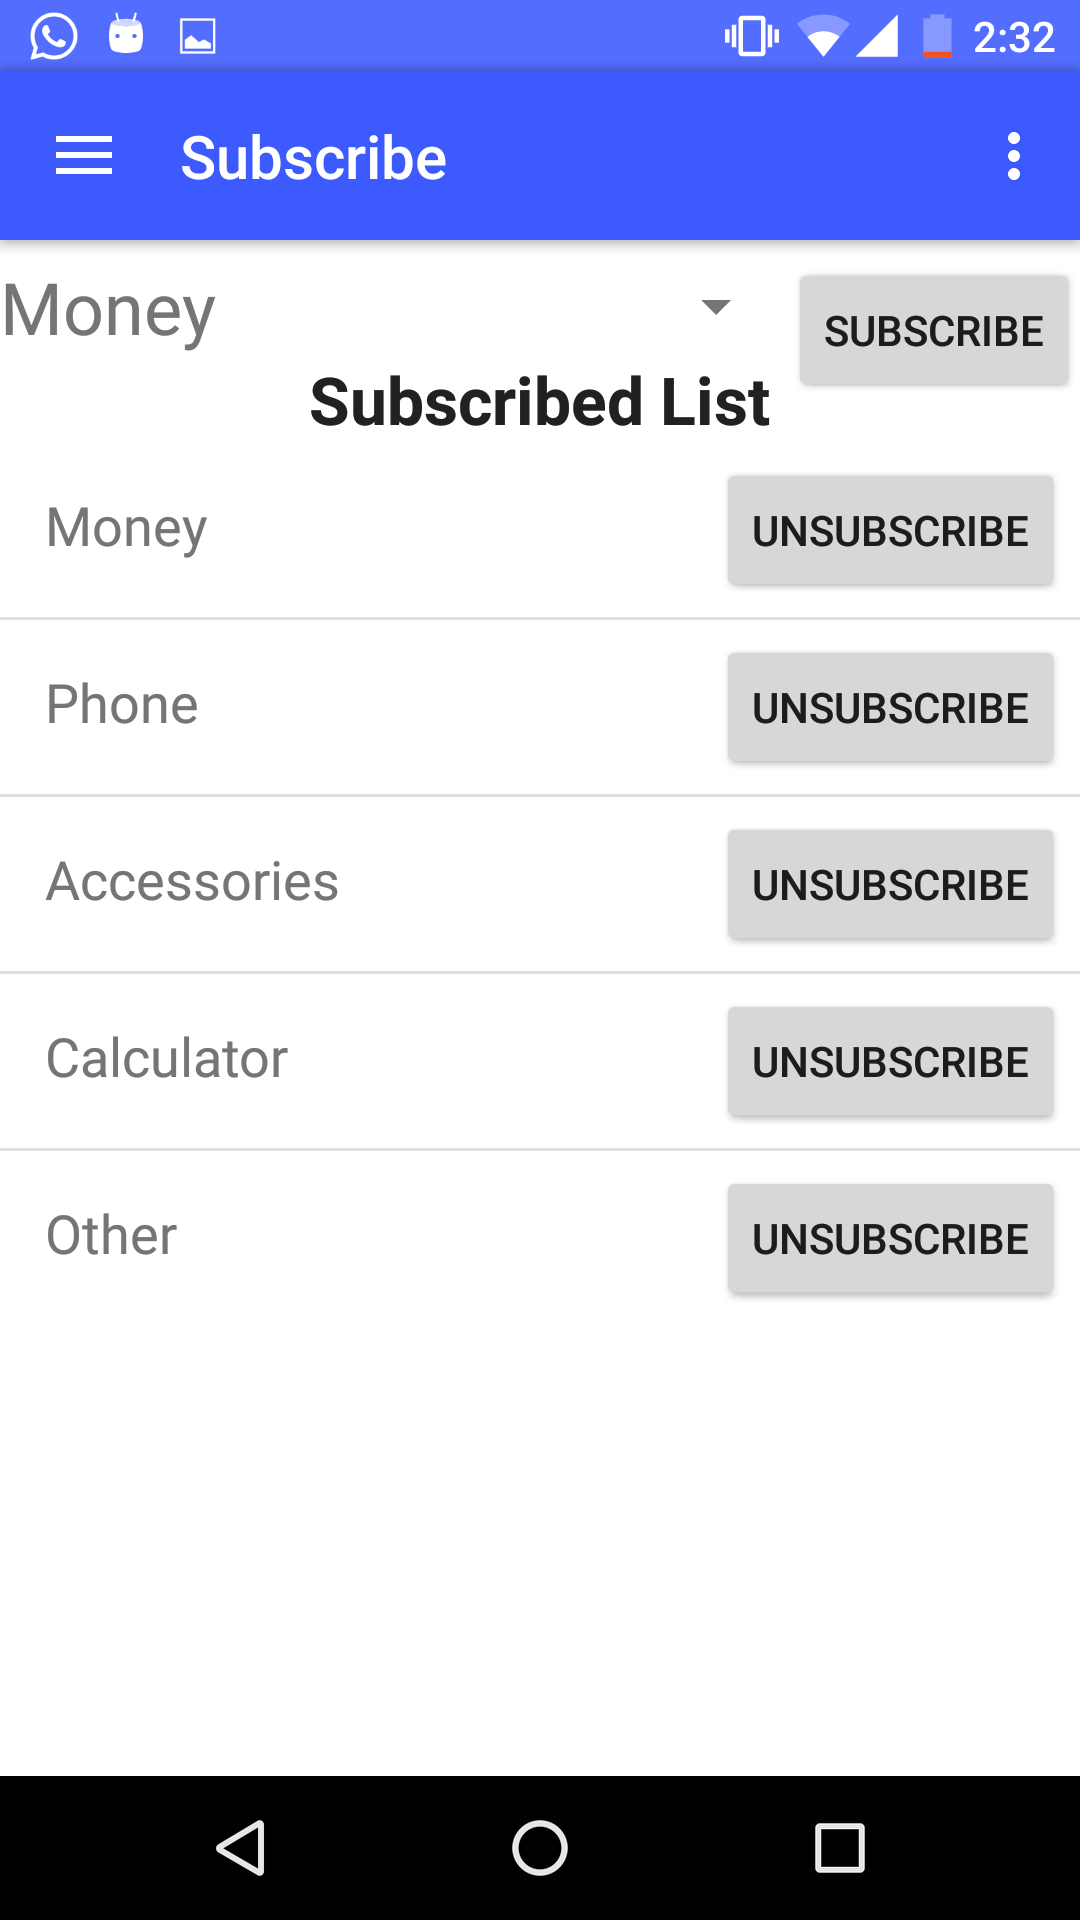 2:32
Subscribe
Money
SUBSCRIBE
Subscribed List
Money
UNSUBSCRIBE
Phone
UNSUBSCRIBE
Accessories
UNSUBSCRIBE
Calculator
UNSUBSCRIBE
Other
UNSUBSCRIBE